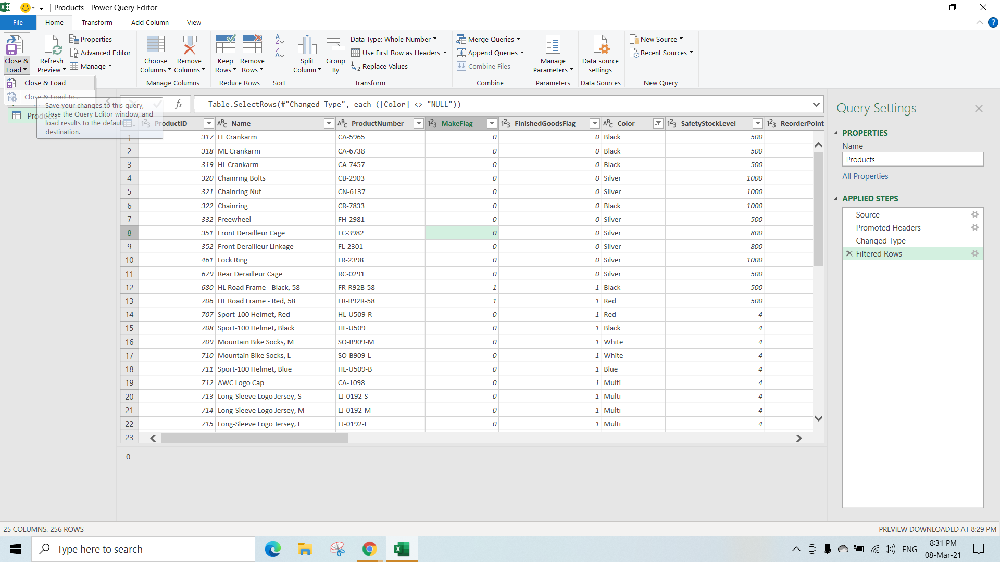 Products - Power Query Editor
File Home Transform Add Column View
Close & Load
Refresh Preview
Properties
Advanced Editor
Manage
Choose Columns
Remove Columns
Manage Columns
Keep Rows
Remove Rows
Reduce Rows
Sort
Split Column
Group By
Data Type: Whole Number
Use First Row as Headers
Replace Values
Transform
Merge Queries
Append Queries
Combine Files
Combine
Manage Parameters
Parameters
Data source settings
Data Sources
New Source
Recent Sources
New Query
Close & Load
Close & Load To...
Save your changes to this query,
close the Query Editor window, and
load results to the default
destination.
Products
fx = Table.SelectRows(#"Changed Type", each ([Color] <> "NULL"))
ProductID Name ProductNumber MakeFlag FinishedGoodsFlag Color SafetyStockLevel ReorderPoint
1 317 LL Crankarm CA-5965 0 0 Black 500
2 318 ML Crankarm CA-6738 0 0 Black 500
3 319 HL Crankarm CA-7457 0 0 Black 500
4 320 Chainring Bolts CB-2903 0 0 Silver 1000
5 321 Chainring Nut CN-6137 0 0 Silver 1000
6 322 Chainring CR-7833 0 0 Black 1000
7 332 Freewheel FH-2981 0 0 Silver 500
8 351 Front Derailleur Cage FC-3982 0 0 Silver 800
9 352 Front Derailleur Linkage FL-2301 0 0 Silver 800
10 461 Lock Ring LR-2398 0 0 Silver 1000
11 679 Rear Derailleur Cage RC-0291 0 0 Silver 500
12 680 HL Road Frame - Black, 58 FR-R92B-58 1 1 Black 500
13 706 HL Road Frame - Red, 58 FR-R92R-58 1 1 Red 500
14 707 Sport-100 Helmet, Red HL-U509-R 0 1 Red 4
15 708 Sport-100 Helmet, Black HL-U509 0 1 Black 4
16 709 Mountain Bike Socks, M SO-B909-M 0 1 White 4
17 710 Mountain Bike Socks, L SO-B909-L 0 1 White 4
18 711 Sport-100 Helmet, Blue HL-U509-B 0 1 Blue 4
19 712 AWC Logo Cap CA-1098 0 1 Multi 4
20 713 Long-Sleeve Logo Jersey, S LJ-0192-S 0 1 Multi 4
21 714 Long-Sleeve Logo Jersey, M LJ-0192-M 0 1 Multi 4
22 715 Long-Sleeve Logo Jersey, L LJ-0192-L 0 1 Multi 4
23
0
Query Settings
PROPERTIES
Name
Products
All Properties
APPLIED STEPS
Source
Promoted Headers
Changed Type
Filtered Rows
25 COLUMNS, 256 ROWS
PREVIEW DOWNLOADED AT 8:29 PM
Type here to search
ENG
8:31 PM
08-Mar-21